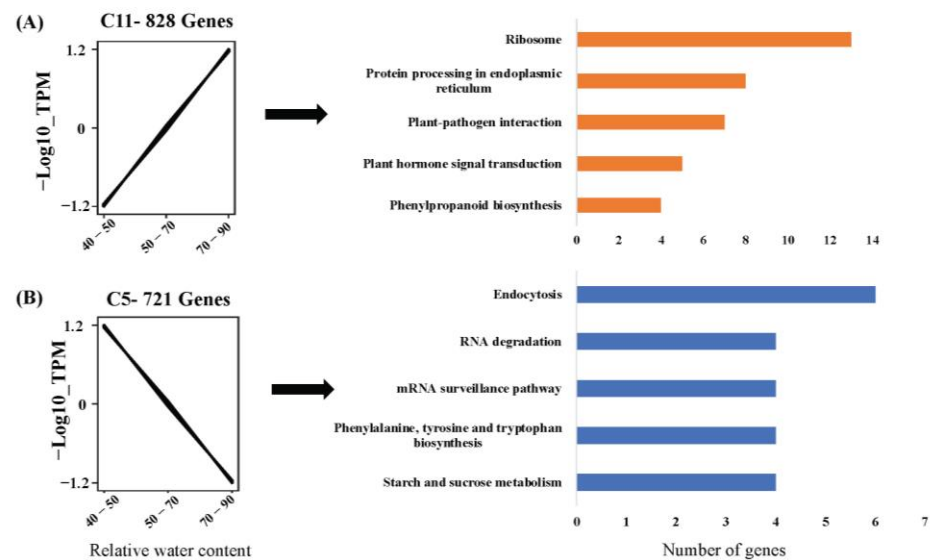 (A)
C11- 828 Genes
−Log10_TPM
1.2
0
−1.2
40 – 50
50 – 70
70 – 90
Ribosome
Protein processing in endoplasmic
reticulum
Plant-pathogen interaction
Plant hormone signal transduction
Phenylpropanoid biosynthesis
0 2 4 6 8 10 12 14
(B)
C5- 721 Genes
−Log10_TPM
1.2
0
−1.2
40 – 50
50 – 70
70 – 90
Relative water content
Endocytosis
RNA degradation
mRNA surveillance pathway
Phenylalanine, tyrosine and tryptophan
biosynthesis
Starch and sucrose metabolism
0 1 2 3 4 5 6 7
Number of genes